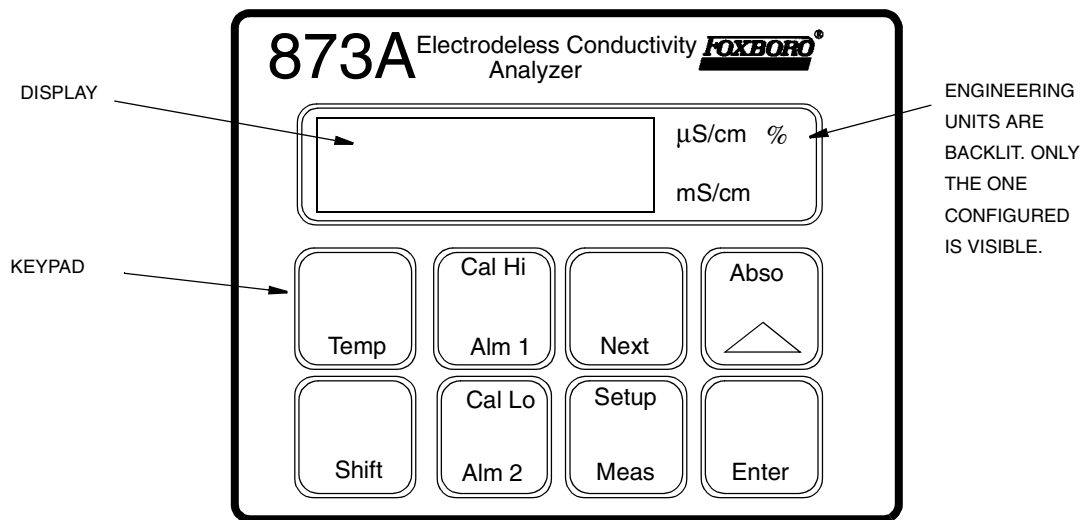 873A Electrodeless Conductivity Analyzer FOXBORO®
DISPLAY
μS/cm %
mS/cm
ENGINEERING
UNITS ARE
BACKLIT. ONLY
THE ONE
CONFIGURED
IS VISIBLE.
KEYPAD
Temp
Cal Hi
Alm 1
Next
Abso
Shift
Cal Lo
Alm 2
Setup
Meas
Enter